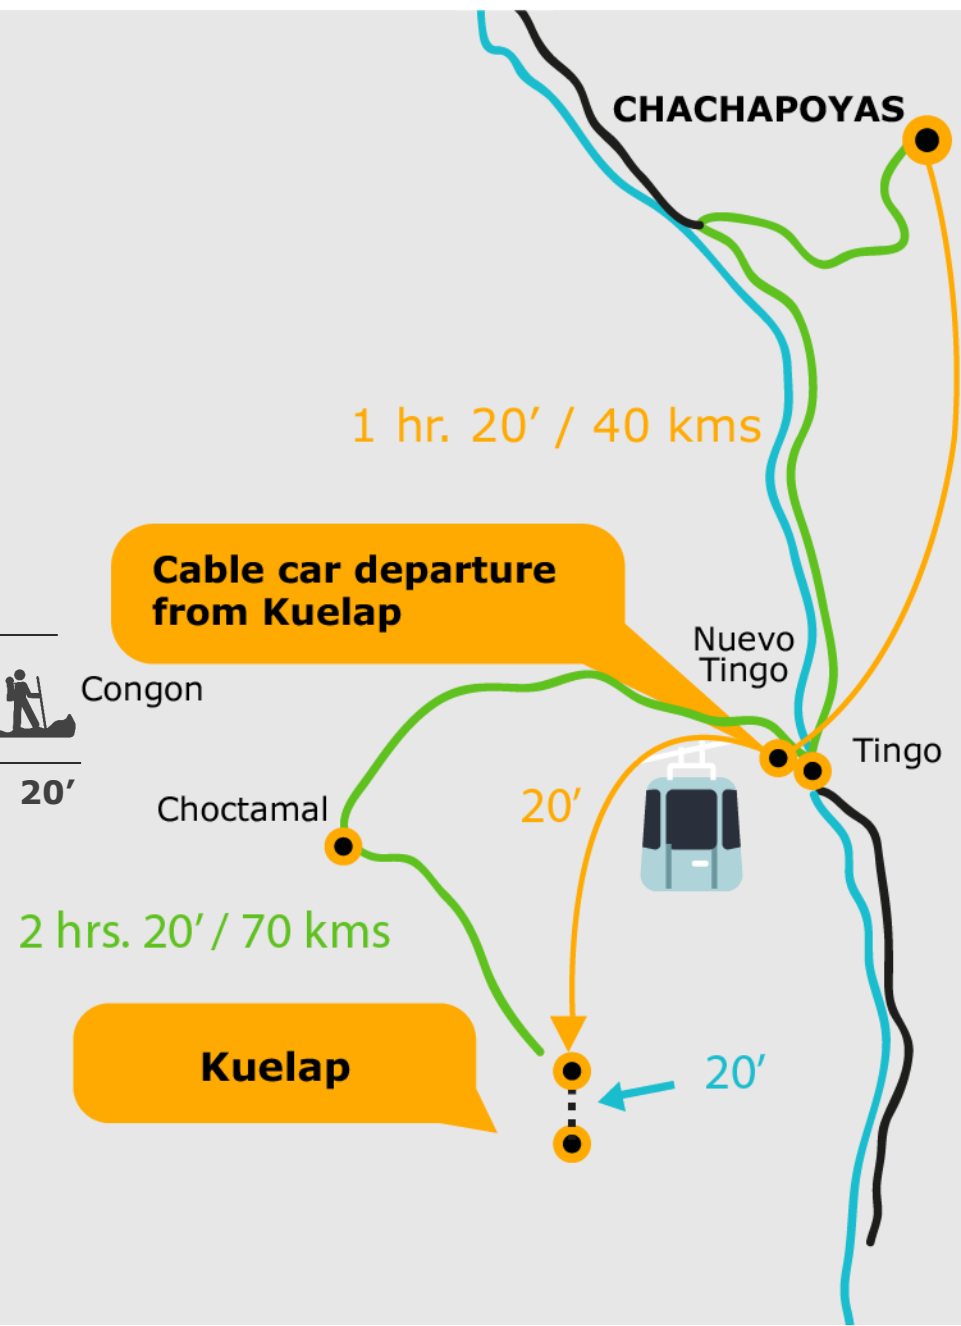 CHACHAPOYAS
1 hr. 20’ / 40 kms
Cable car departure
from Kuelap
Nuevo
Tingo
Congon
Tingo
20’
Choctamal
20’
2 hrs. 20’ / 70 kms
Kuelap
20’